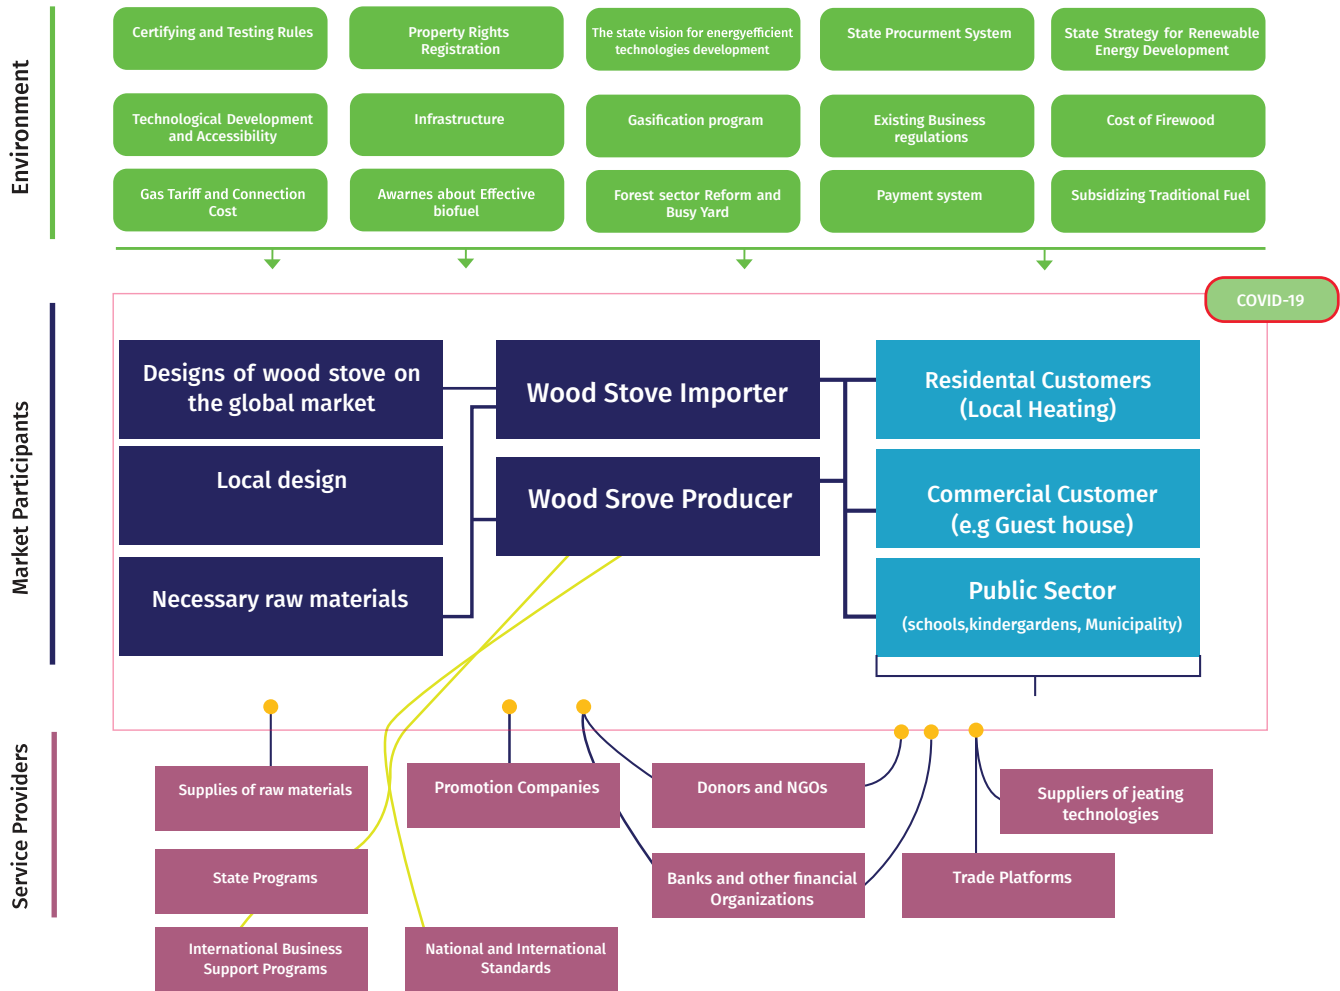 Environment
Certifying and Testing Rules
Property Rights
Registration
The state vision for energyefficient
technologies development
State Procurment System
State Strategy for Renewable
Energy Development
Technological Development
and Accessibility
Infrastructure
Gasification program
Existing Business
regulations
Cost of Firewood
Gas Tariff and Connection
Cost
Awarnes about Effective
biofuel
Forest sector Reform and
Busy Yard
Payment system
Subsidizing Traditional Fuel
COVID-19
Market Participants
Designs of wood stove on
the global market
Local design
Necessary raw materials
Wood Stove Importer
Wood Srove Producer
Residental Customers
(Local Heating)
Commercial Customer
(e.g Guest house)
Public Sector
(schools,kindergardens, Municipality)
Service Providers
Supplies of raw materials
Promotion Companies
Donors and NGOs
Suppliers of jeating
technologies
State Programs
Banks and other financial
Organizations
Trade Platforms
International Business
Support Programs
National and International
Standards